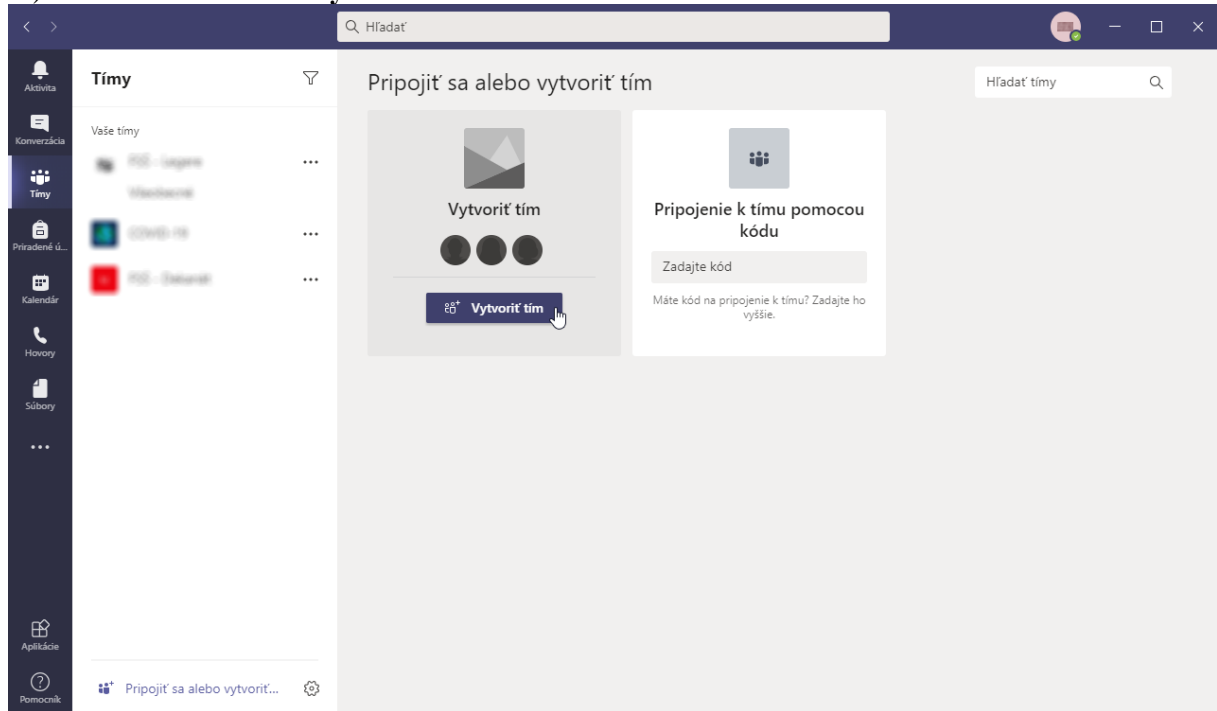 Hľadať
Aktivita
Konverzácia
Tímy
Priradené ú...
Kalendár
Hovory
Súbory
Aplikácie
Pomocník
Tímy
Vaše tímy
Pripojiť sa alebo vytvoriť...
Pripojiť sa alebo vytvoriť tím
Hľadať tímy
Vytvoriť tím
Vytvoriť tím
Pripojenie k tímu pomocou
kódu
Zadajte kód
Máte kód na pripojenie k tímu? Zadajte ho
vyššie.